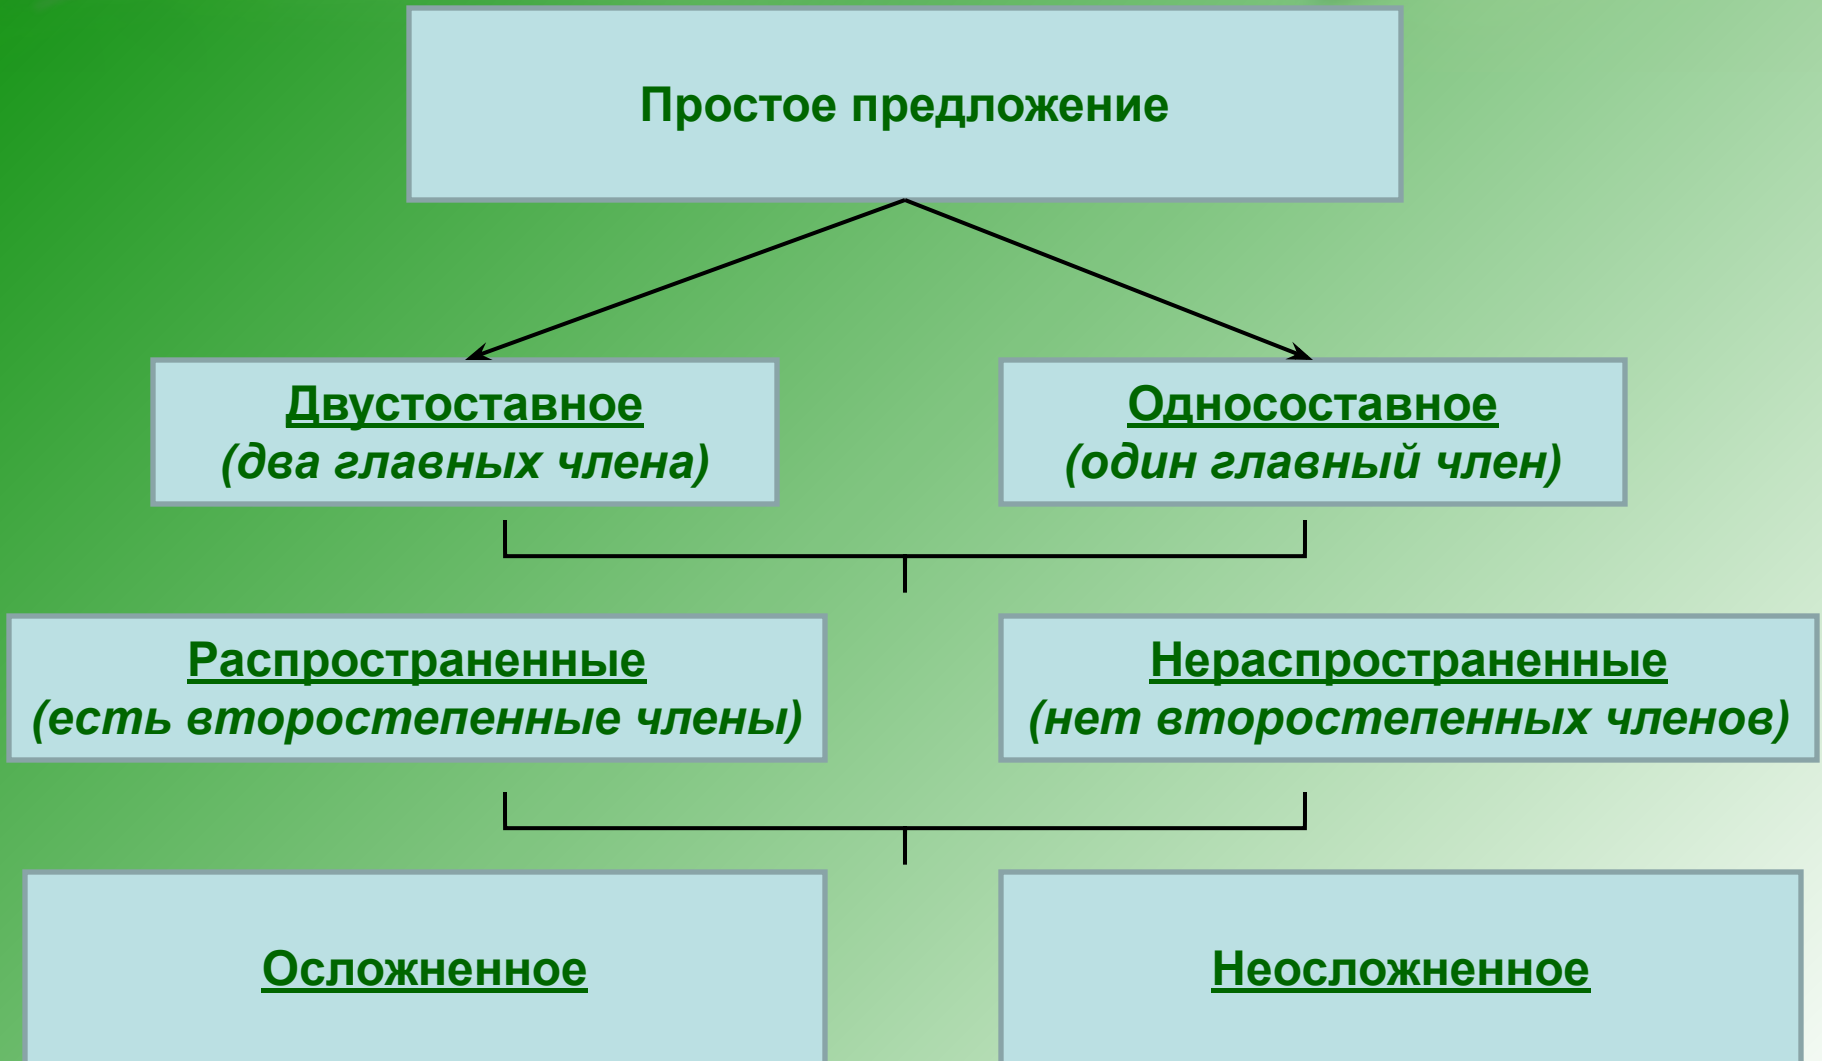 Простое предложение
Двустоставное
(два главных члена)
Односоставное
(один главный член)
Распространенные
(есть второстепенные члены)
Нераспространенные
(нет второстепенных членов)
Осложненное
Неосложненное